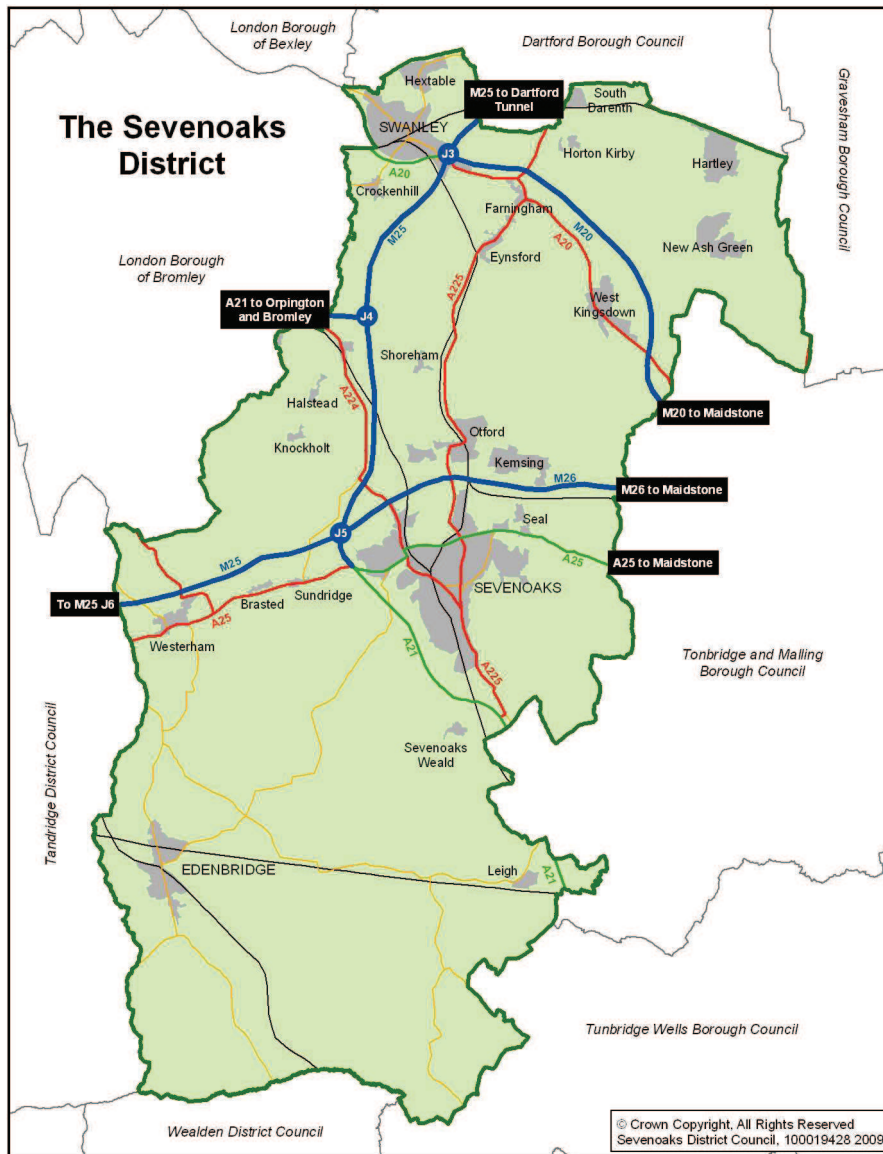 London Borough
of Bexley
Dartford Borough Council
Gravesham Borough Council
The Sevenoaks
District
Hextable
M25 to Dartford
Tunnel
South
Darenth
SWANLEY
J3
Horton Kirby
Hartley
A20
Crockenhill
Farningham
M25
M20
A20
New Ash Green
Eynsford
London Borough
of Bromley
A225
A21 to Orpington
and Bromley
J4
West
Kingsdown
Shoreham
A224
Halstead
M20 to Maidstone
Otford
Knockholt
Kemsing
M26
M26 to Maidstone
Seal
J5
A25
A25 to Maidstone
M25
SEVENOAKS
Sundridge
Brasted
To M25 J6
A25
Westerham
A21
A225
Tonbridge and Malling
Borough Council
Sevenoaks
Weald
Tandridge District Council
EDENBRIDGE
Leigh
A21
Tunbridge Wells Borough Council
Wealden District Council
© Crown Copyright, All Rights Reserved
Sevenoaks District Council, 100019428 2009